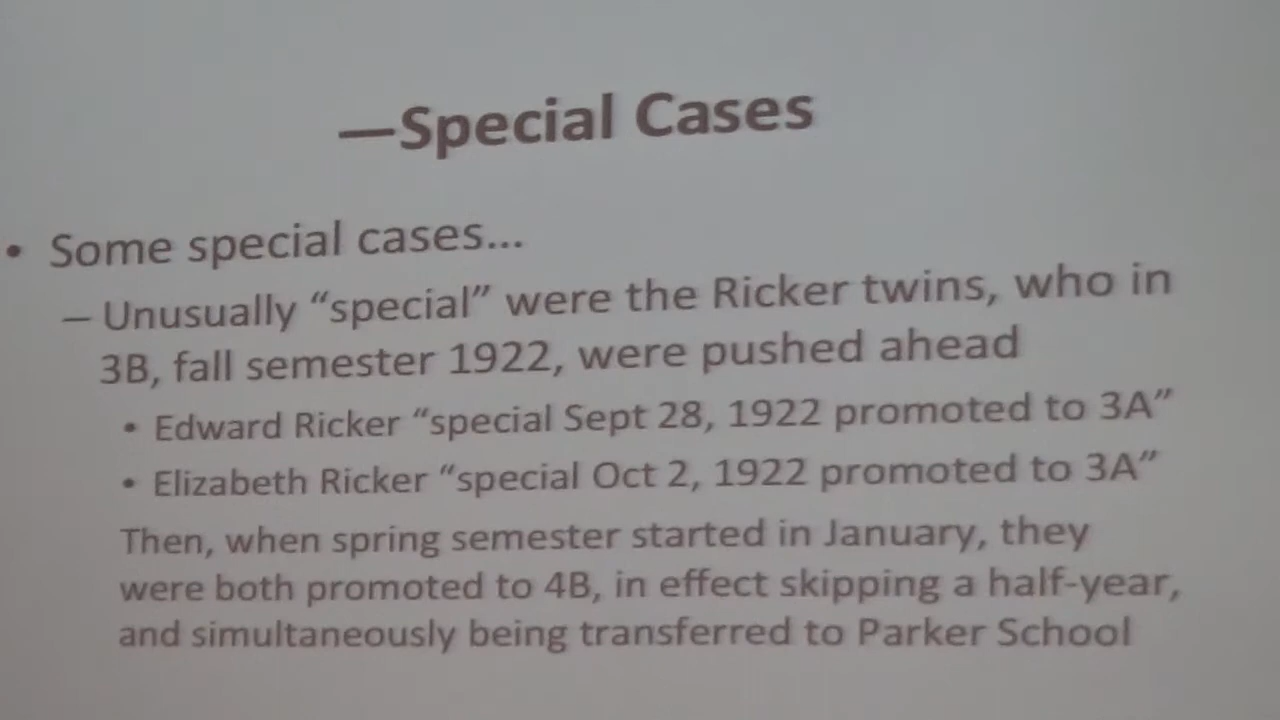 —Special Cases
• Some special cases...
– Unusually “special” were the Ricker twins, who in
3B, fall semester 1922, were pushed ahead
• Edward Ricker “special Sept 28, 1922 promoted to 3A”
• Elizabeth Ricker “special Oct 2, 1922 promoted to 3A”
Then, when spring semester started in January, they
were both promoted to 4B, in effect skipping a half-year,
and simultaneously being transferred to Parker School